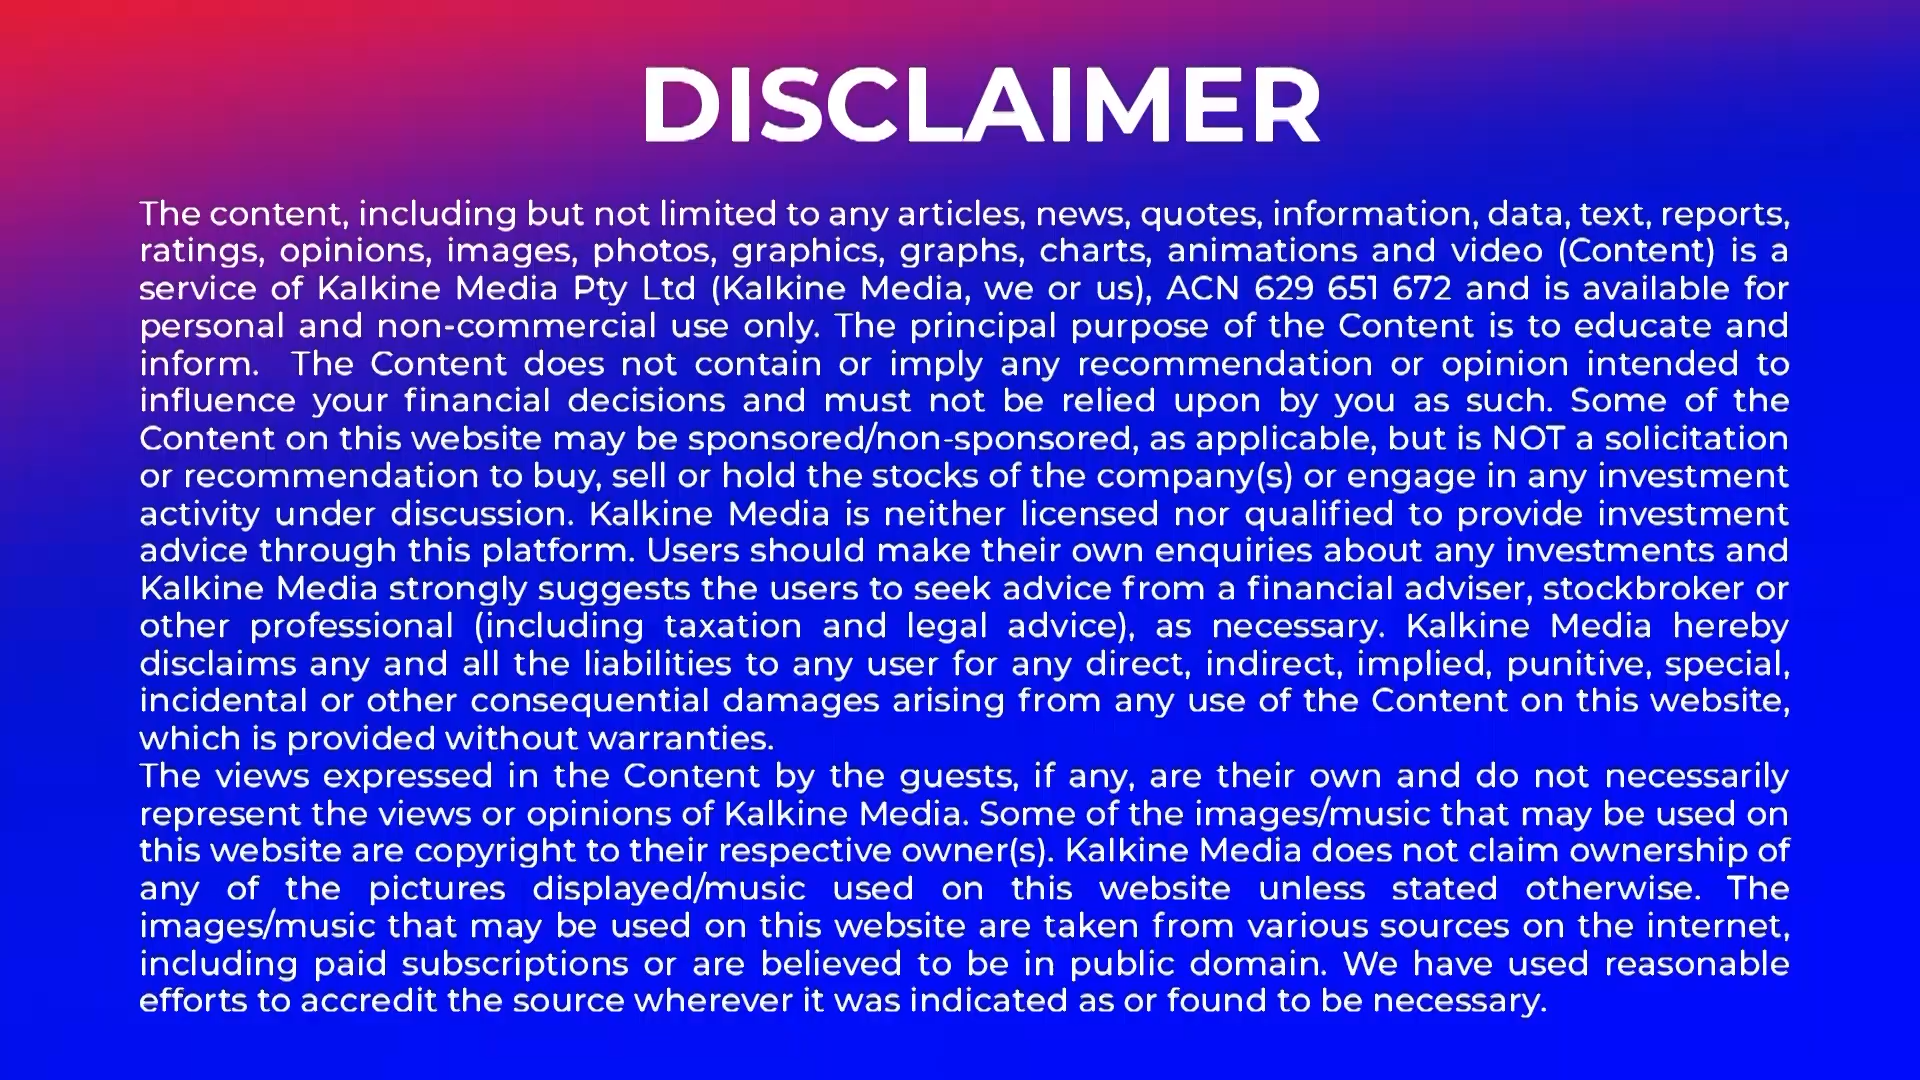 DISCLAIMER
The content, including but not limited to any articles, news, quotes, information, data, text, reports,
ratings, opinions, images, photos, graphics, graphs, charts, animations and video (Content) is a
service of Kalkine Media Pty Ltd (Kalkine Media, we or us), ACN 629 651 672 and is available for
personal and non-commercial use only. The principal purpose of the Content is to educate and
inform.  The Content does not contain or imply any recommendation or opinion intended to
influence your financial decisions and must not be relied upon by you as such. Some of the
Content on this website may be sponsored/non-sponsored, as applicable, but is NOT a solicitation
or recommendation to buy, sell or hold the stocks of the company(s) or engage in any investment
activity under discussion. Kalkine Media is neither licensed nor qualified to provide investment
advice through this platform. Users should make their own enquiries about any investments and
Kalkine Media strongly suggests the users to seek advice from a financial adviser, stockbroker or
other professional (including taxation and legal advice), as necessary. Kalkine Media hereby
disclaims any and all the liabilities to any user for any direct, indirect, implied, punitive, special,
incidental or other consequential damages arising from any use of the Content on this website,
which is provided without warranties.
The views expressed in the Content by the guests, if any, are their own and do not necessarily
represent the views or opinions of Kalkine Media. Some of the images/music that may be used on
this website are copyright to their respective owner(s). Kalkine Media does not claim ownership of
any of the pictures displayed/music used on this website unless stated otherwise. The
images/music that may be used on this website are taken from various sources on the internet,
including paid subscriptions or are believed to be in public domain. We have used reasonable
efforts to accredit the source wherever it was indicated as or found to be necessary.